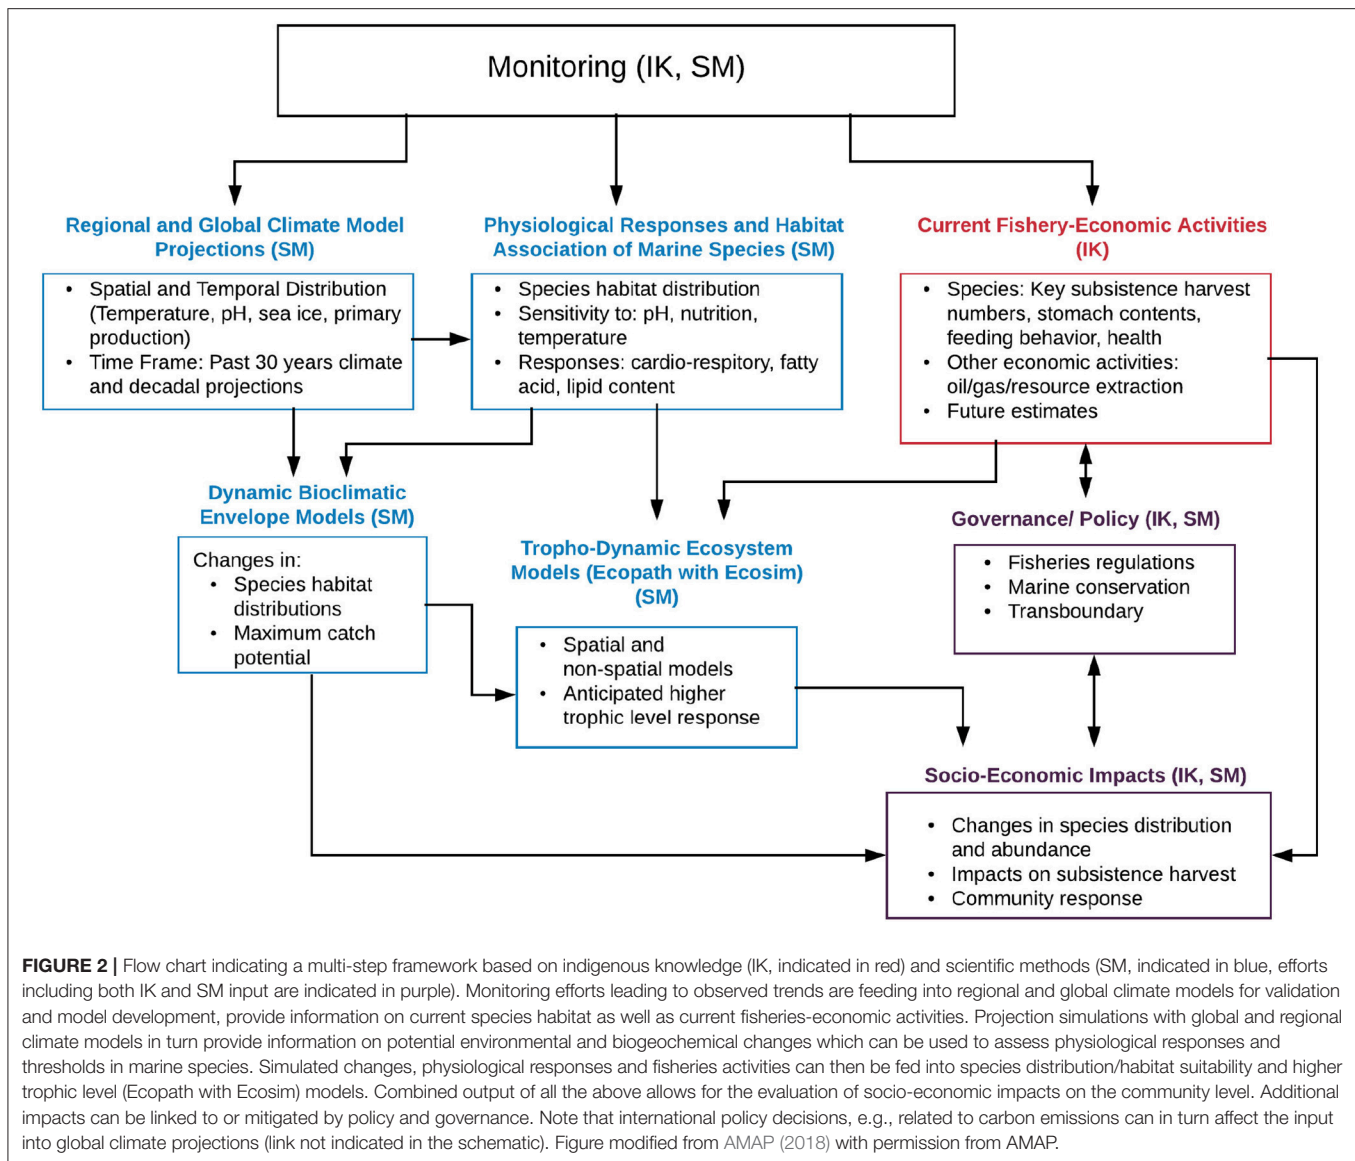 Monitoring (IK, SM)
Regional and Global Climate Model
Projections (SM)
• Spatial and Temporal Distribution
(Temperature, pH, sea ice, primary
production)
• Time Frame: Past 30 years climate
and decadal projections
Physiological Responses and Habitat
Association of Marine Species (SM)
• Species habitat distribution
• Sensitivity to: pH, nutrition,
temperature
• Responses: cardio-respitory, fatty
acid, lipid content
Current Fishery-Economic Activities
(IK)
• Species: Key subsistence harvest
numbers, stomach contents,
feeding behavior, health
• Other economic activities:
oil/gas/resource extraction
• Future estimates
Dynamic Bioclimatic
Envelope Models (SM)
Changes in:
• Species habitat
distributions
• Maximum catch
potential
Tropho-Dynamic Ecosystem
Models (Ecopath with Ecosim)
(SM)
• Spatial and
non-spatial models
• Anticipated higher
trophic level response
Governance/ Policy (IK, SM)
• Fisheries regulations
• Marine conservation
• Transboundary
Socio-Economic Impacts (IK, SM)
• Changes in species distribution
and abundance
• Impacts on subsistence harvest
• Community response
FIGURE 2 | Flow chart indicating a multi-step framework based on indigenous knowledge (IK, indicated in red) and scientific methods (SM, indicated in blue, efforts
including both IK and SM input are indicated in purple). Monitoring efforts leading to observed trends are feeding into regional and global climate models for validation
and model development, provide information on current species habitat as well as current fisheries-economic activities. Projection simulations with global and regional
climate models in turn provide information on potential environmental and biogeochemical changes which can be used to assess physiological responses and
thresholds in marine species. Simulated changes, physiological responses and fisheries activities can then be fed into species distribution/habitat suitability and higher
trophic level (Ecopath with Ecosim) models. Combined output of all the above allows for the evaluation of socio-economic impacts on the community level. Additional
impacts can be linked to or mitigated by policy and governance. Note that international policy decisions, e.g., related to carbon emissions can in turn affect the input
into global climate projections (link not indicated in the schematic). Figure modified from AMAP (2018) with permission from AMAP.